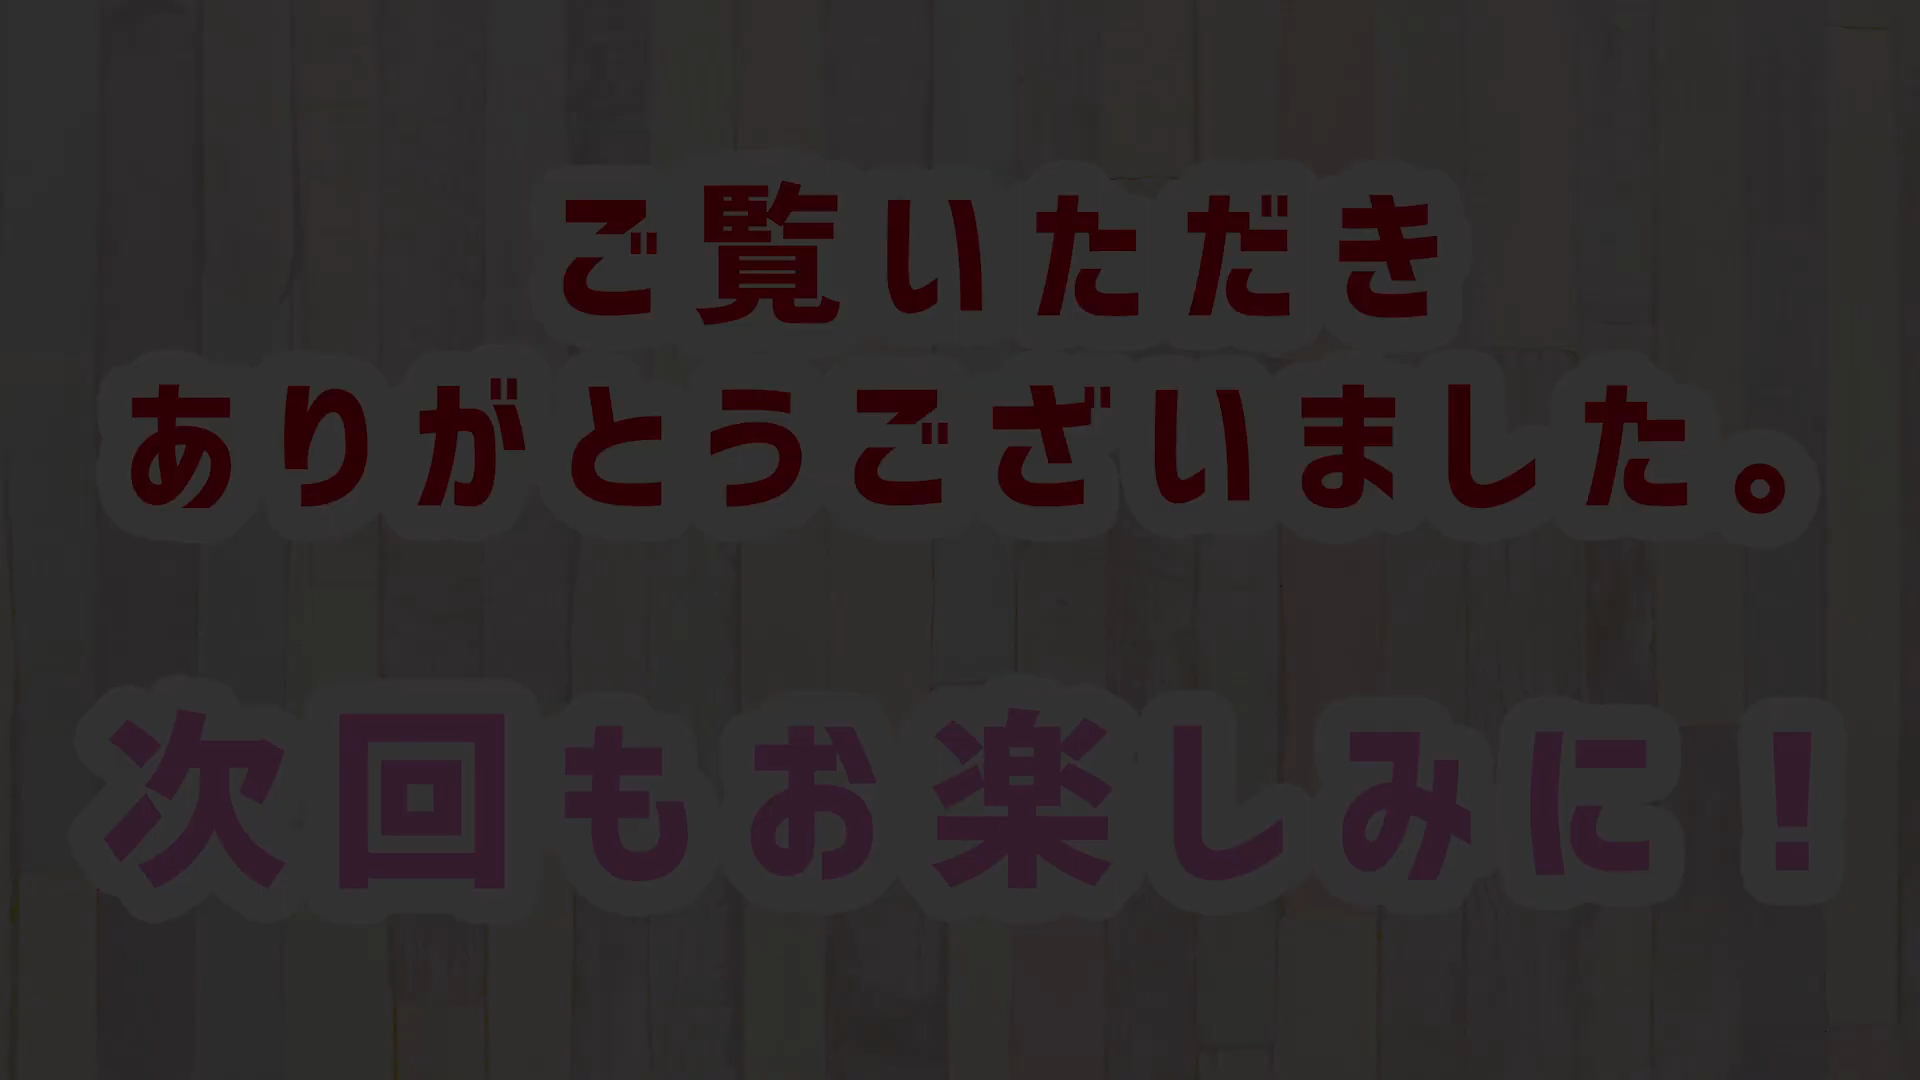 ご覧いただき
ありがとうございました。
次回もお楽しみに！